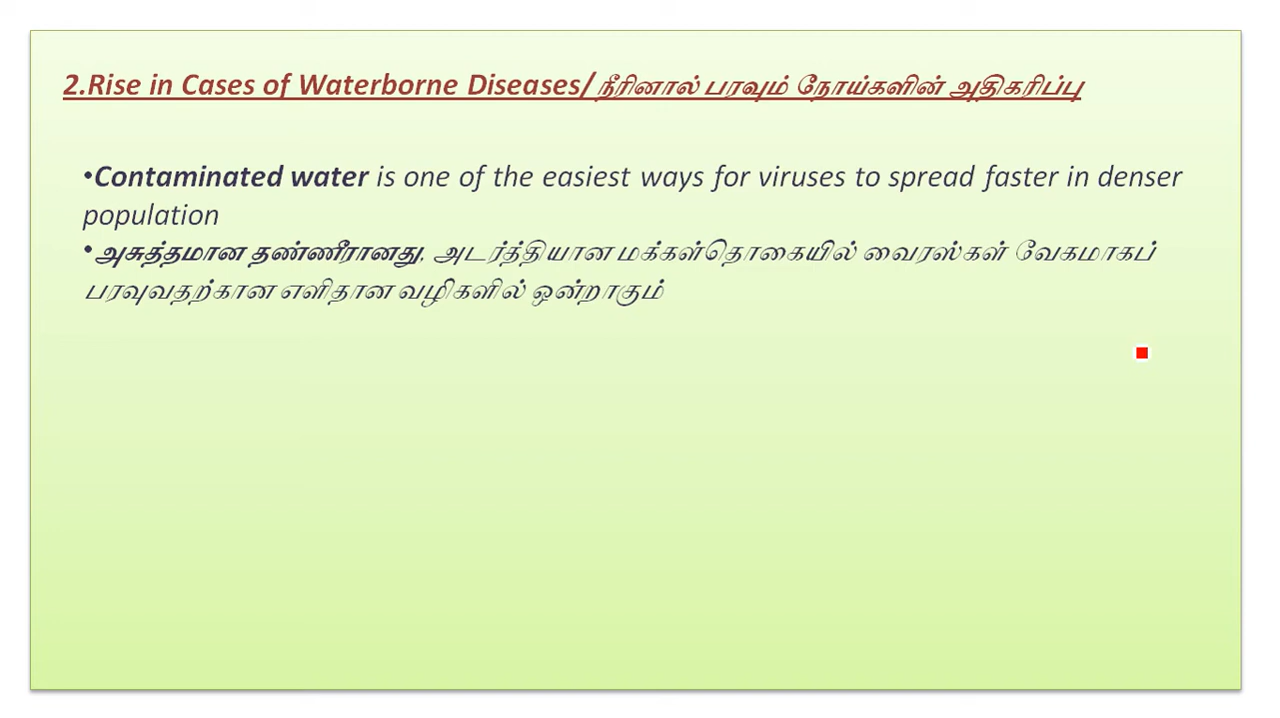 2.Rise in Cases of Waterborne Diseases/ நீரினால் பரவும் நோய்களின் அதிகரிப்பு
•Contaminated water is one of the easiest ways for viruses to spread faster in denser
population
•அசுத்தமான தண்ணீரானது, அடர்த்தியான மக்கள்தொகையில் வைரஸ்கள் வேகமாகப்
பரவுவதற்கான எளிதான வழிகளில் ஒன்றாகும்